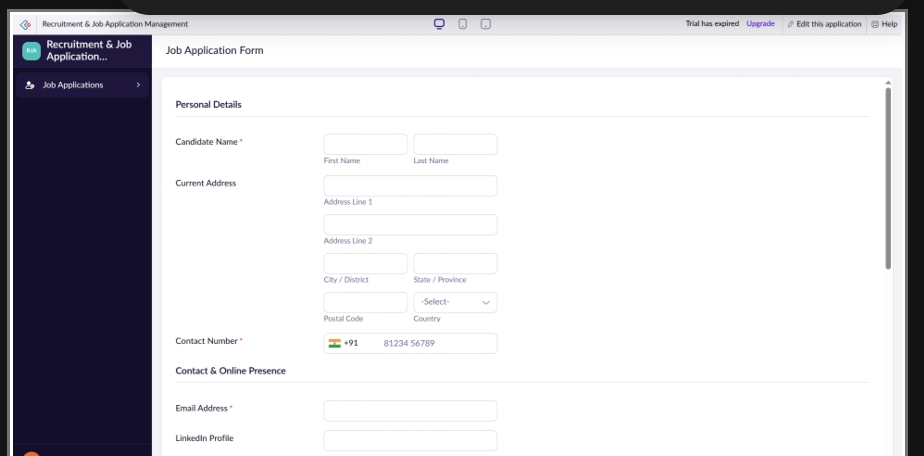 Recruitment & Job Application Management
Trial has expired Upgrade Edit this application Help
RJA Recruitment & Job
Application...
Job Applications
Job Application Form
Personal Details
Candidate Name *
First Name Last Name
Current Address
Address Line 1
Address Line 2
City / District State / Province
-Select-
Postal Code Country
Contact Number * +91 81234 56789
Contact & Online Presence
Email Address *
LinkedIn Profile